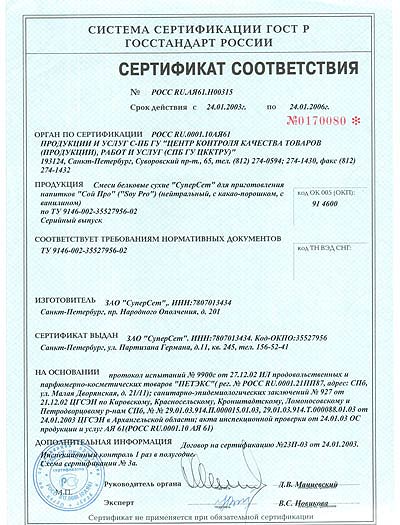 СИСТЕМА СЕРТИФИКАЦИИ ГОСТ Р
ГОССТАНДАРТ РОССИИ
СЕРТИФИКАТ СООТВЕТСТВИЯ
№ РОСС RU.АЯ61.Н00315
Срок действия с 24.01.2003г. по 24.01.2006г.
№0170080 *
ОРГАН ПО СЕРТИФИКАЦИИ РОСС RU.0001.10АЯ61
ПРОДУКЦИИ И УСЛУГ С-ПБ ГУ "ЦЕНТР КОНТРОЛЯ КАЧЕСТВА ТОВАРОВ
(ПРОДУКЦИИ), РАБОТ И УСЛУГ (СПБ ГУ ЦККТРУ)"
193124, Санкт-Петербург, Суворовский пр-т., 65, тел. (812) 274-0594; 274-1430, факс (812)
274-1432
ПРОДУКЦИЯ Смеси белковые сухие "СуперСет" для приготовления
напитков "Сой Про" ("Soy Pro") (нейтральный, с какао-порошком, с
ванилином)
по ТУ 9146-002-35527956-02
Серийный выпуск
код ОК 005 (ОКП):
91 4600
СООТВЕТСТВУЕТ ТРЕБОВАНИЯМ НОРМАТИВНЫХ ДОКУМЕНТОВ
ТУ 9146-002-35527956-02
код ТН ВЭД СНГ:
ИЗГОТОВИТЕЛЬ ЗАО "СуперСет",. ИНН:7807013434
Санкт-Петербург, пр. Народного Ополчения, д. 201
СЕРТИФИКАТ ВЫДАН ЗАО "СуперСет". ИНН:7807013434. Код-ОКПО:35527956
Санкт-Петербург, ул. Партизана Германа, д.11, кв. 245, тел. 156-52-41
НА ОСНОВАНИИ протокол испытаний № 9900г от 27.12.02 ИЛ продовольственных и
парфюмерно-косметических товаров "ПЕТЭКС" (рег. № РОСС RU.0001.21ПП87, адрес: СПб,
ул. Малая Дворянская, д. 21/11); санитарно-эпидемиологических заключений № 927 от
21.12.02 ЦГСЭН по Кировскому, Красносельскому, Кронштадтскому, Ломоносовскому и
Петродворцовому р-нам СПб, №, № 29.01.03.914.П.000015.01.03, 29.01.03.914.Т.000088.01.03 от
24.01.2003 ЦГСЭН в Архангельской области; акта инспекционной проверки от 24.01.03 ОС
продукции и услуг АЯ 61(РОСС RU.0001.10 АЯ 61)
ДОПОЛНИТЕЛЬНАЯ ИНФОРМАЦИЯ Договор на сертификацию №23П-03 от 24.01.2003.
Инспекционный контроль 1 раз в полугодие.
Схема сертификации № 3а.
Руководитель органа Д.В. Мацневский
М.П.
Эксперт В.С. Новикова
Сертификат не применяется при обязательной сертификации